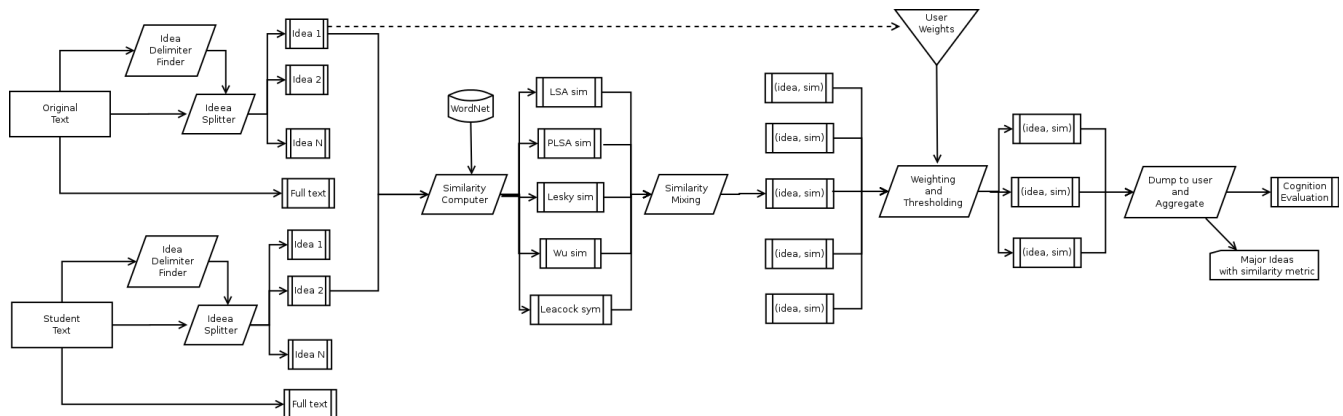 Idea
Delimiter
Finder
Original
Text
Ideea
Splitter
Idea 1
Idea 2
Idea N
Full text
Idea
Delimiter
Finder
Student
Text
Ideea
Splitter
Idea 1
Idea 2
Idea N
Full text
WordNet
Similarity
Computer
LSA sim
PLSA sim
Lesky sim
Wu sim
Leacock sym
Similarity
Mixing
(idea, sim)
(idea, sim)
(idea, sim)
(idea, sim)
(idea, sim)
User
Weights
Weighting
and
Thresholding
(idea, sim)
(idea, sim)
(idea, sim)
Dump to user
and
Aggregate
Cognition
Evaluation
Major Ideas
with similarity metric